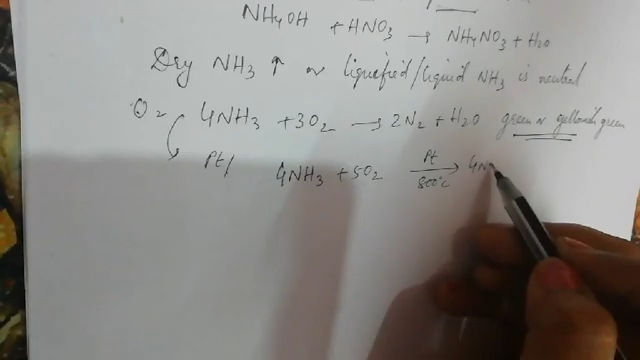 NH4OH + HNO3 → NH4NO3 + H2O
Dry NH3 ↑ or liquefied/liquid NH3 is neutral
O2 4NH3 + 3O2 → 2N2 + H2O green or yellowish green
Pt/ 4NH3 + 5O2 Pt → 800°C 4N